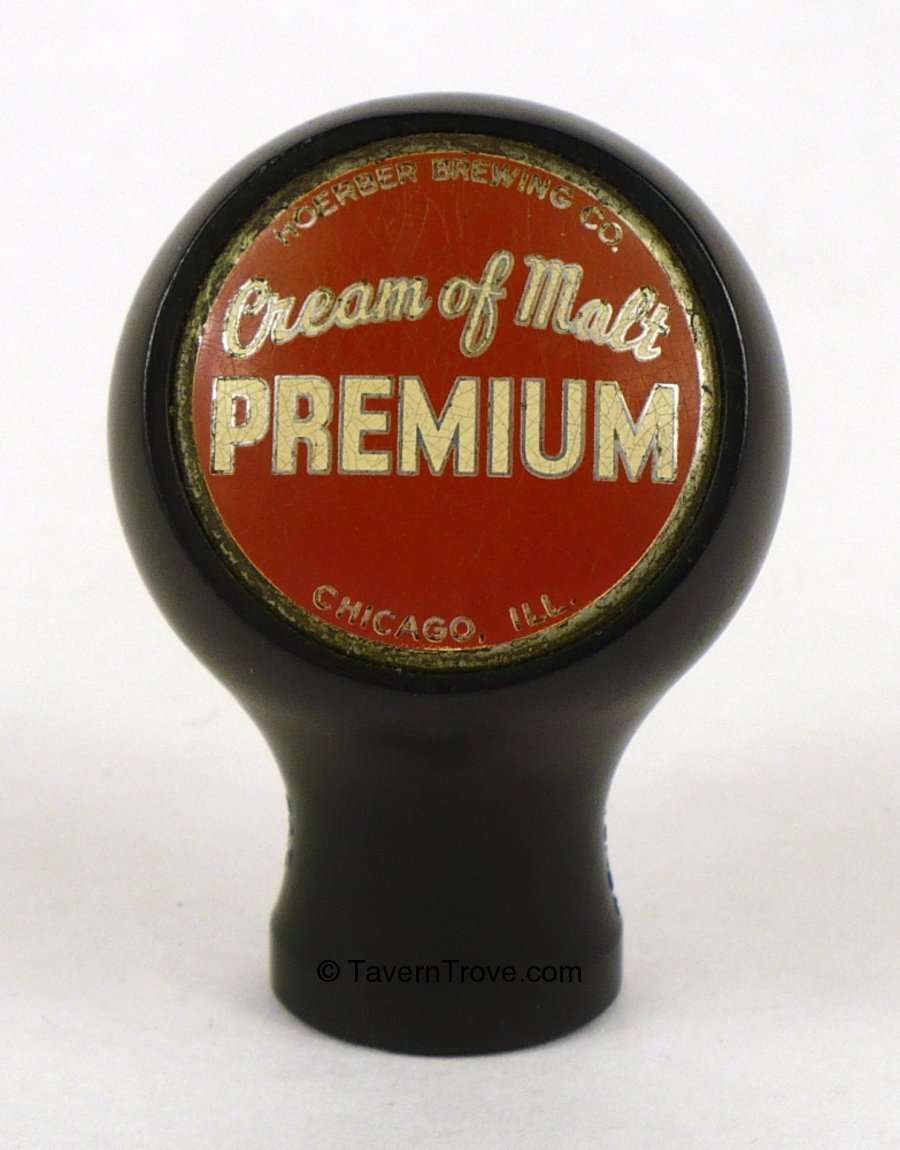 HOERBER BREWING CO.
Cream of Malt
PREMIUM
CHICAGO, ILL.
© TavernTrove.com